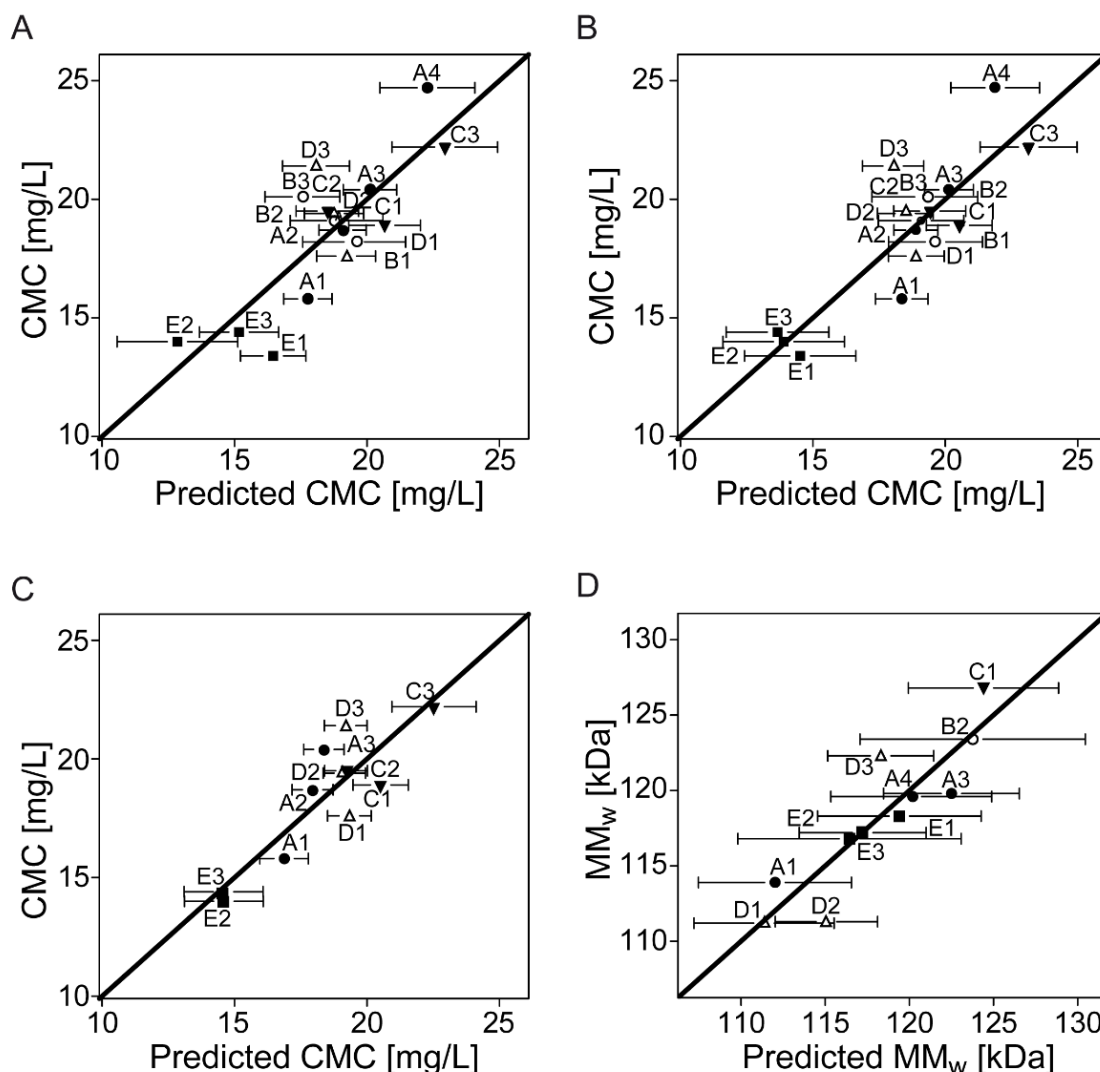 A
CMC [mg/L]
25
20
15
10
A4
C3
D3
A3
B3
C2
D2
C1
B2
A2
D1
B1
A1
E2
E3
E1
10
15
20
25
Predicted CMC [mg/L]
B
CMC [mg/L]
25
20
15
10
A4
C3
D3
A3
C2
B3
B2
D2
C1
A2
B1
D1
A1
E3
E2
E1
10
15
20
25
Predicted CMC [mg/L]
C
CMC [mg/L]
25
20
15
10
C3
D3
A3
D2
C2
A2
C1
D1
A1
E3
E2
10
15
20
25
Predicted CMC [mg/L]
D
MMw [kDa]
130
125
120
115
110
C1
B2
D3
A4
A3
E2
E1
E3
A1
D1
D2
110
115
120
125
130
Predicted MMw [kDa]